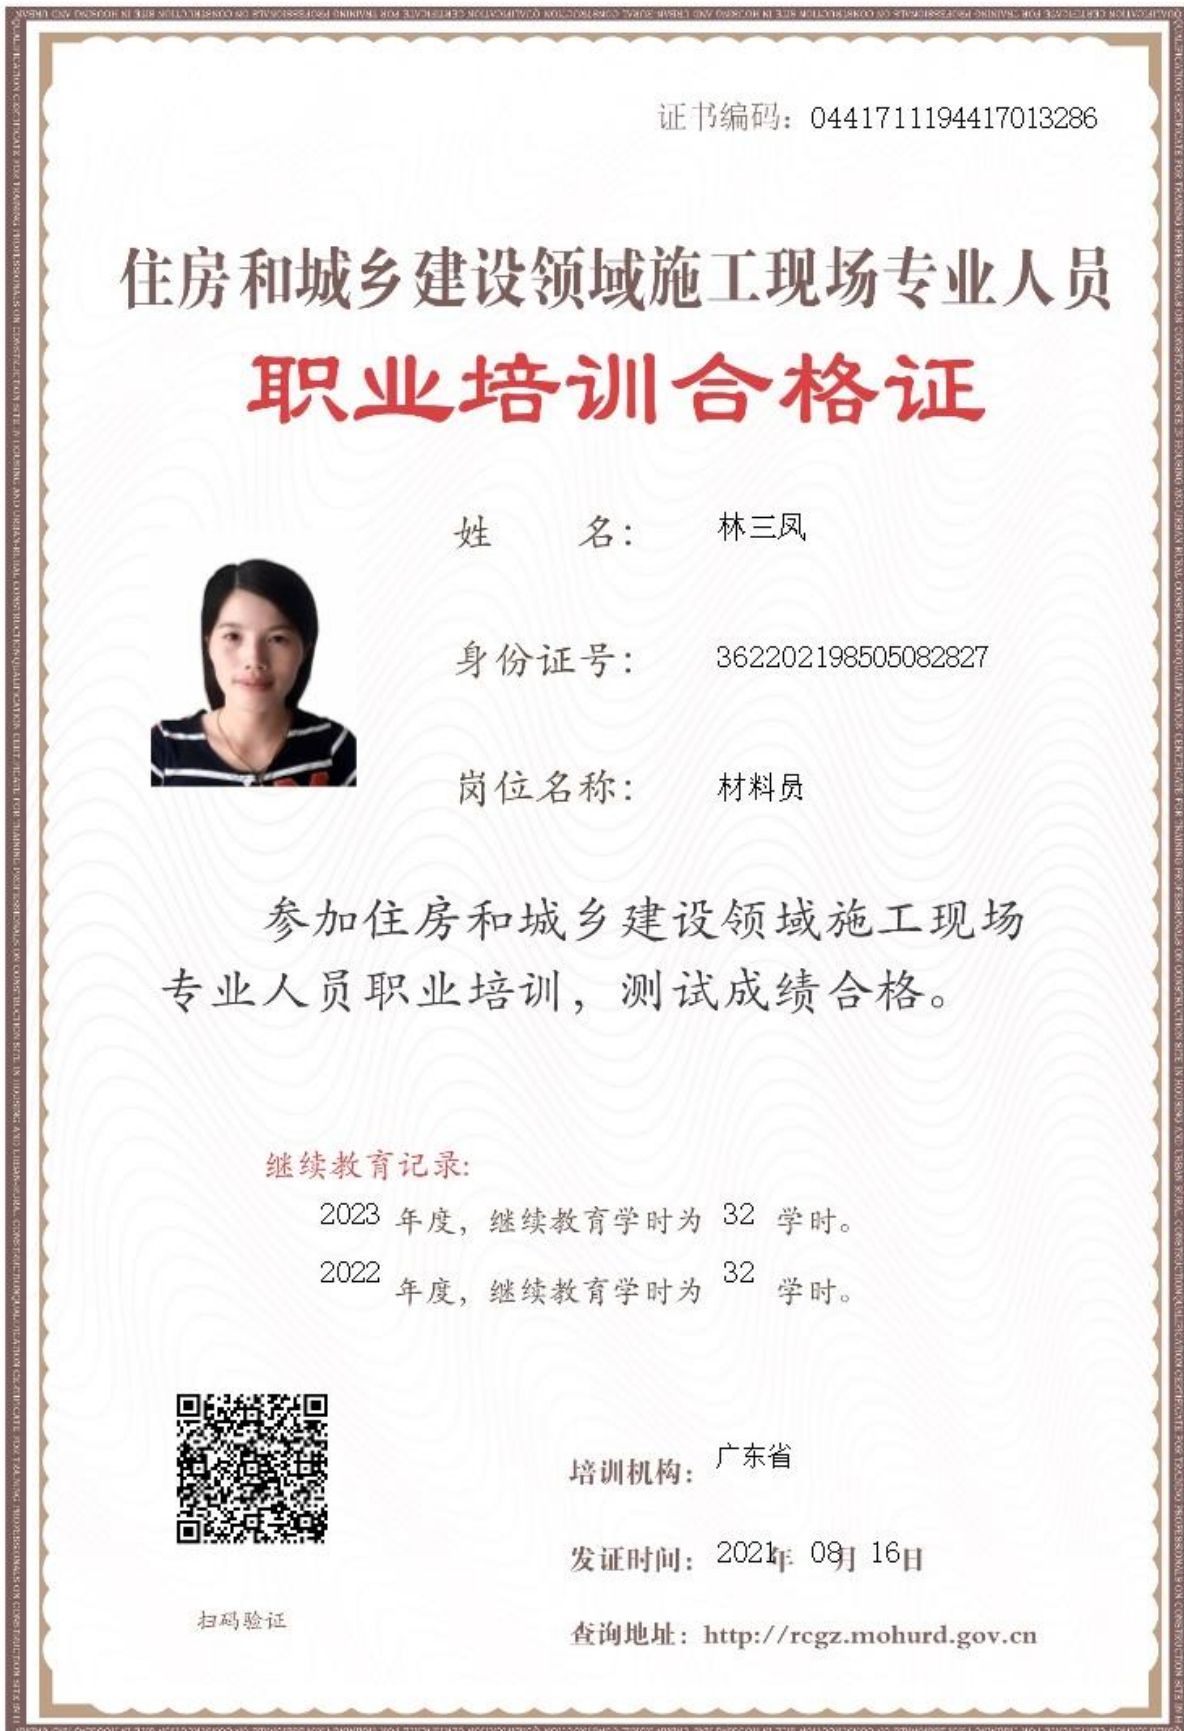 证书编码：0441711194417013286
住房和城乡建设领域施工现场专业人员
职业培训合格证
姓 名： 林三凤
身份证号： 362202198505082827
岗位名称： 材料员
参加住房和城乡建设领域施工现场
专业人员职业培训，测试成绩合格。
继续教育记录:
2023 年度，继续教育学时为 32 学时。
2022 年度，继续教育学时为 32 学时。
培训机构： 广东省
发证时间： 2021年 08月 16日
扫码验证
查询地址：http://rcgz.mohurd.gov.cn